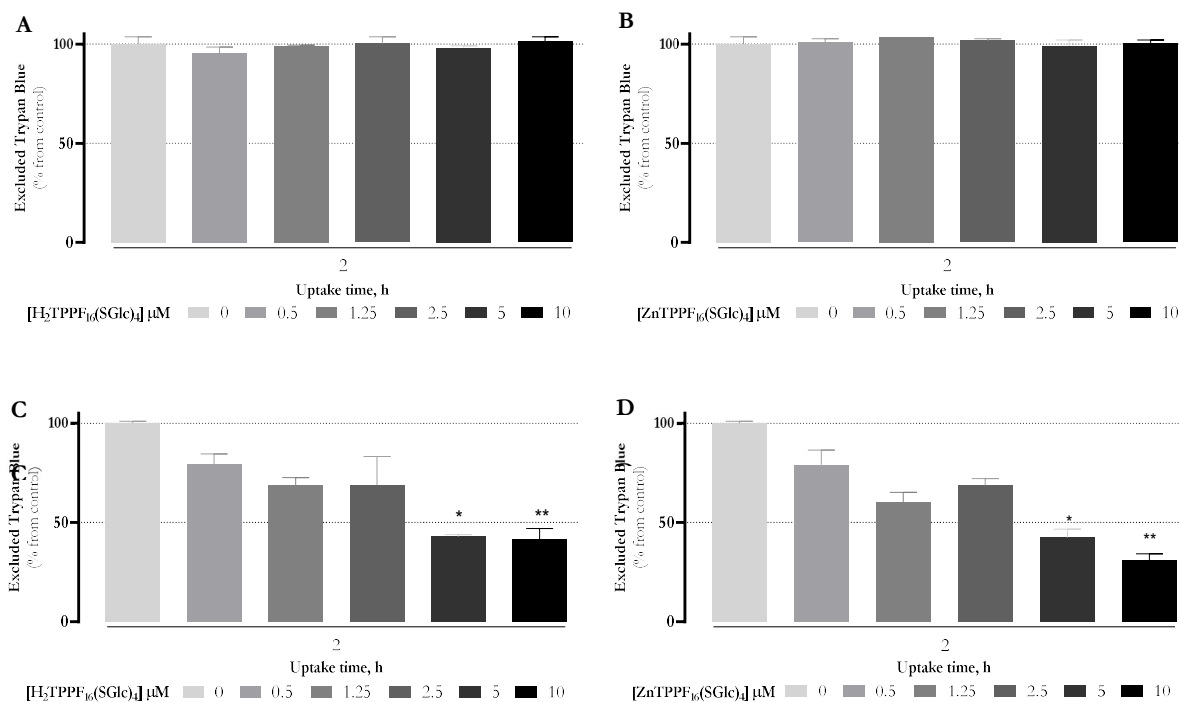 A
Excluded Trypan Blue
(% from control)
100
50
0
2
Uptake time, h
[H₂TPPF₁₆(SGlc)₄] μM 0 0.5 1.25 2.5 5 10
B
Excluded Trypan Blue
(% from control)
100
50
0
2
Uptake time, h
[ZnTPPF₁₆(SGlc)₄] μM 0 0.5 1.25 2.5 5 10
C
C
Excluded Trypan Blue
(% from control)
100
50
0
*
**
2
Uptake time, h
[H₂TPPF₁₆(SGlc)₄] μM 0 0.5 1.25 2.5 5 10
D
Excluded Trypan Blue
(% from control)
100
50
0
*
**
2
Uptake time, h
[ZnTPPF₁₆(SGlc)₄] μM 0 0.5 1.25 2.5 5 10